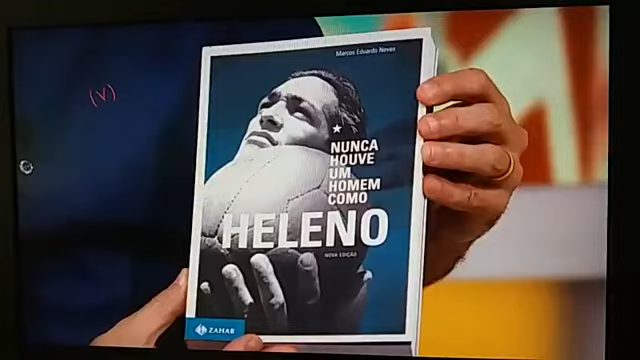 (V)
Marcos Eduardo Neves
NUNCA
HOUVE
UM
HOMEM
COMO
HELENO
NOVA EDIÇÃO
ZAHAR